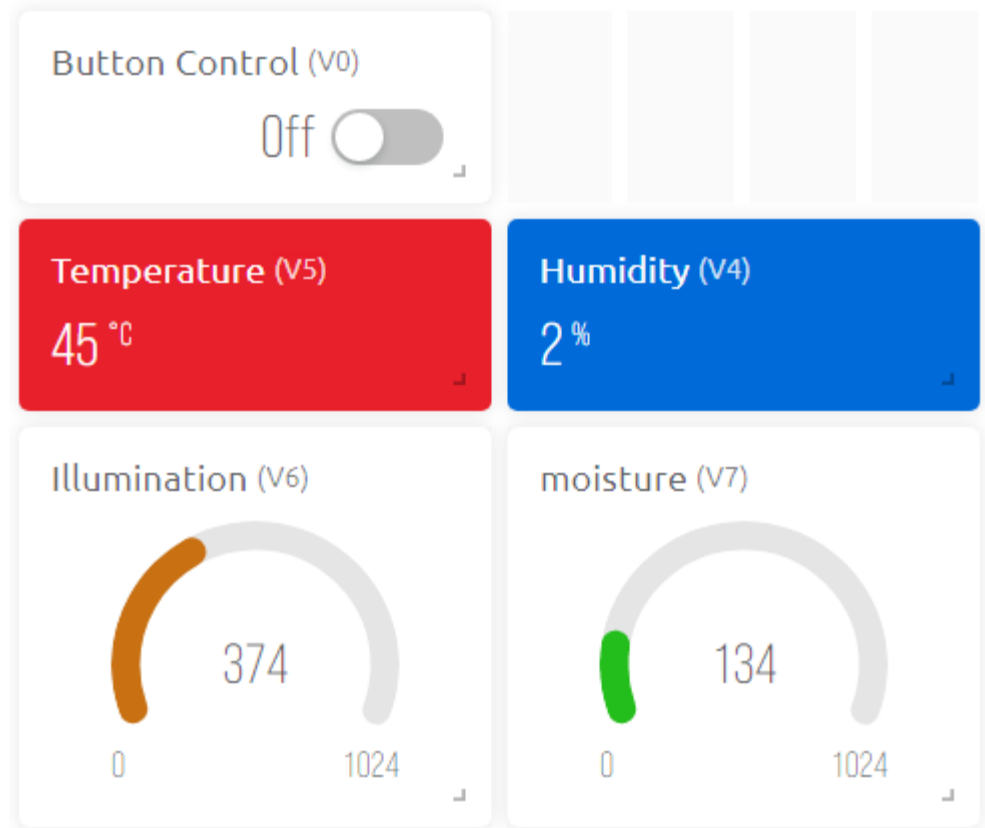 Button Control (V0)
Off
Temperature (V5)
45 °C
Humidity (V4)
2 %
Illumination (V6)
374
0
1024
moisture (V7)
134
0
1024